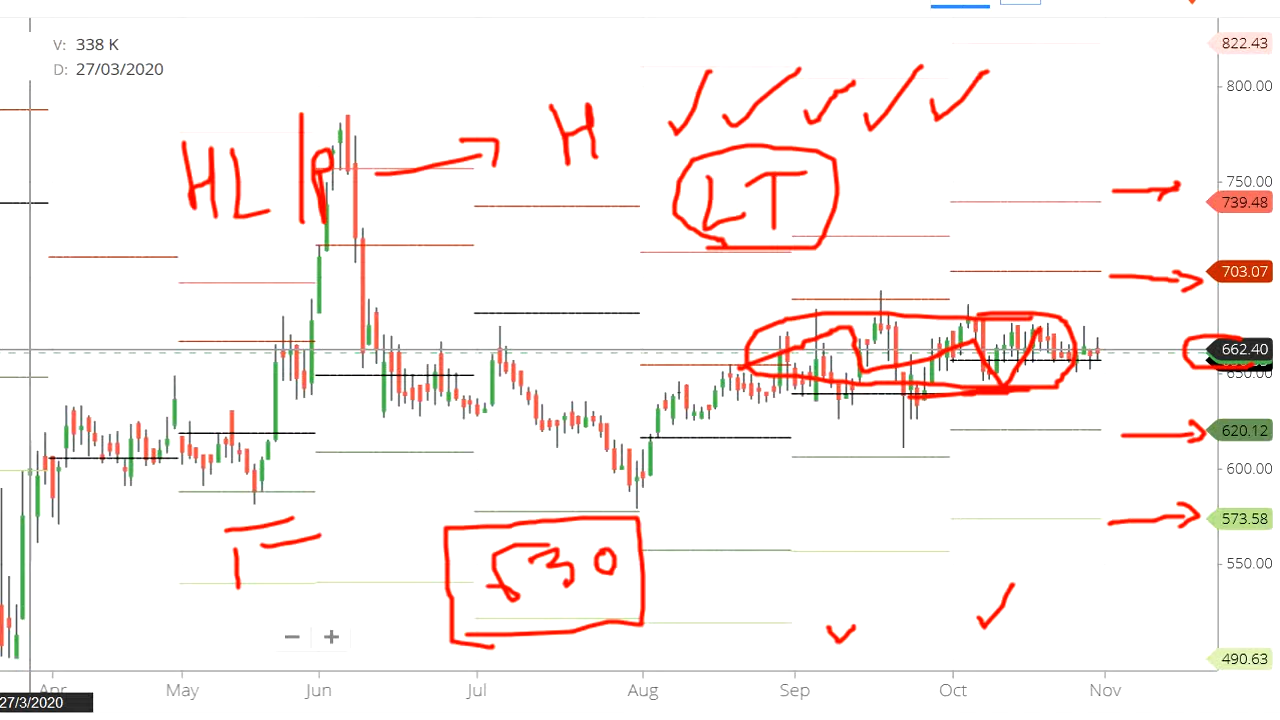 V: 338 K
D: 27/03/2020
822.43
800.00
750.00
739.48
703.07
662.40
650.00
620.12
600.00
573.58
550.00
490.63
HL
H
LT
F
Apr
May
Jun
Jul
Aug
Sep
Oct
Nov
27/3/2020